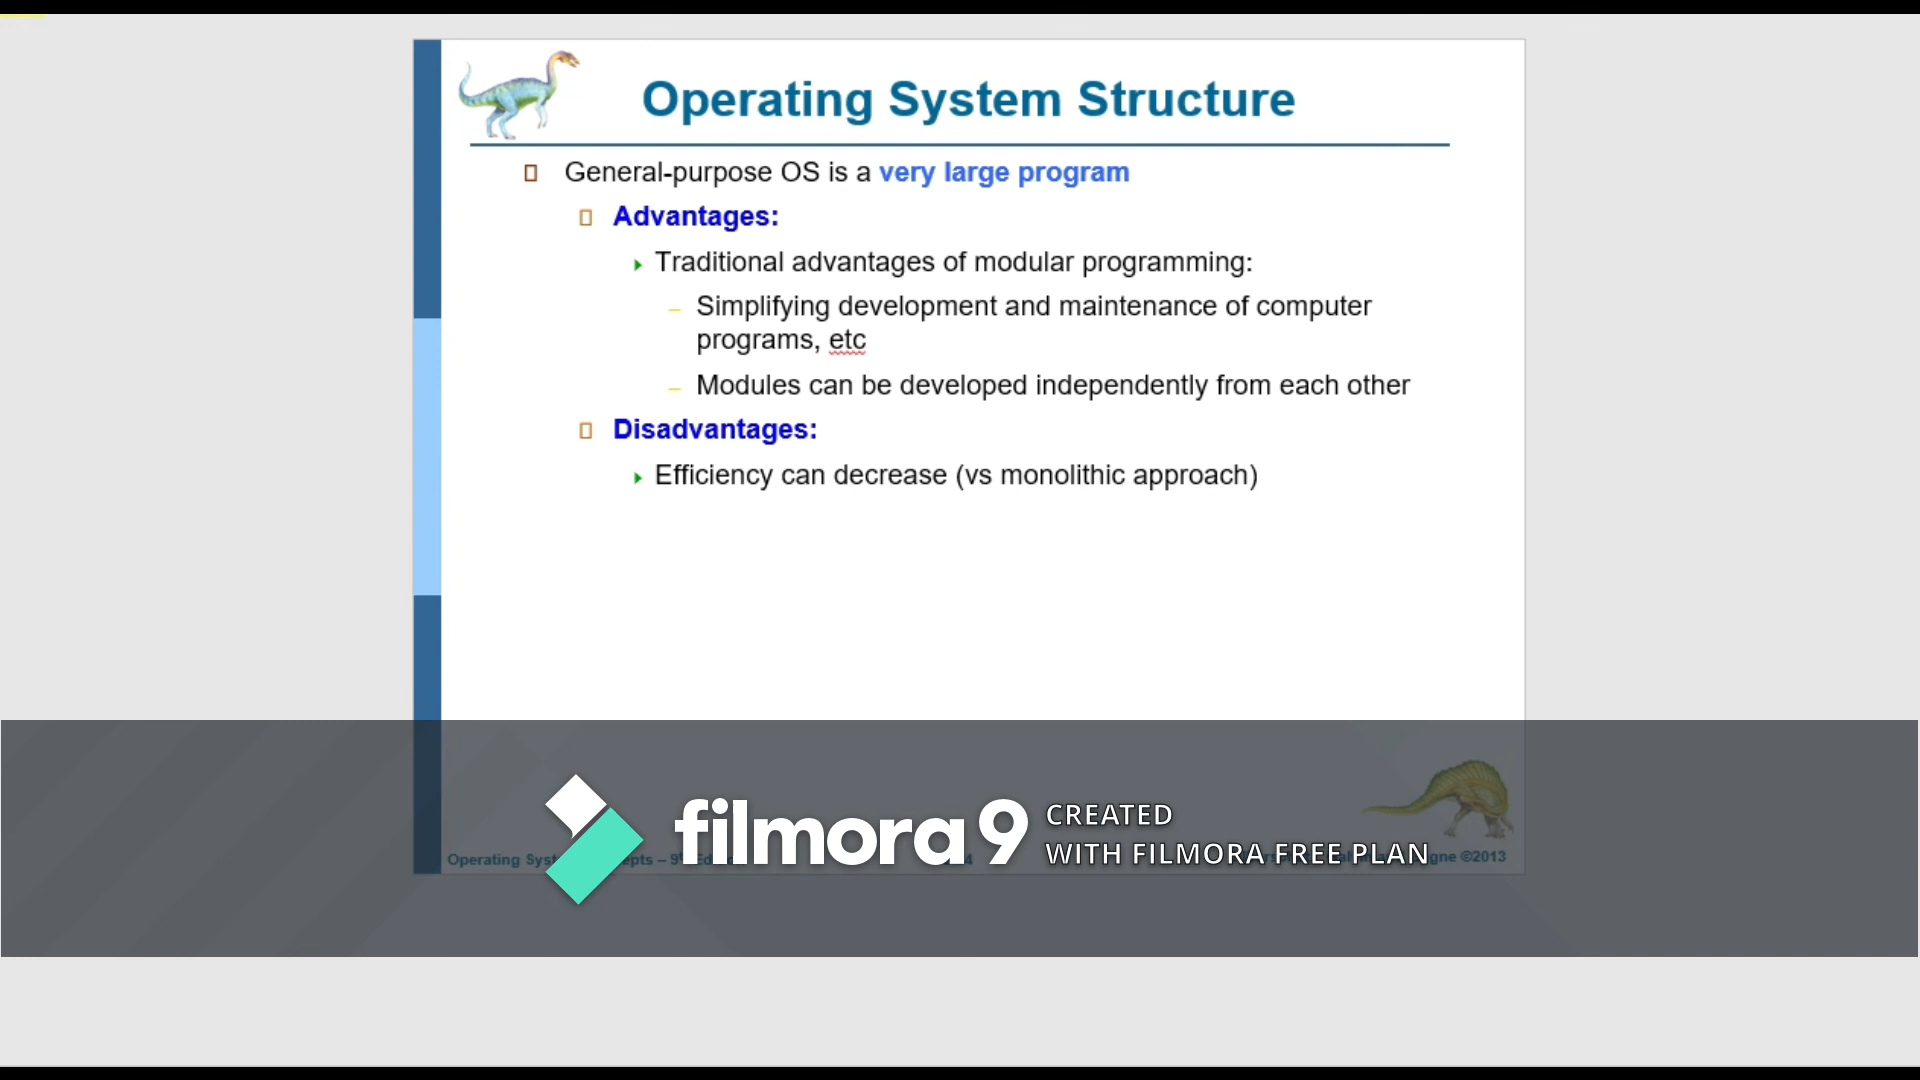 Operating System Structure
General-purpose OS is a very large program
Advantages:
Traditional advantages of modular programming:
Simplifying development and maintenance of computer
programs, etc
Modules can be developed independently from each other
Disadvantages:
Efficiency can decrease (vs monolithic approach)
filmora9 CREATED
WITH FILMORA FREE PLAN
Operating
©2013